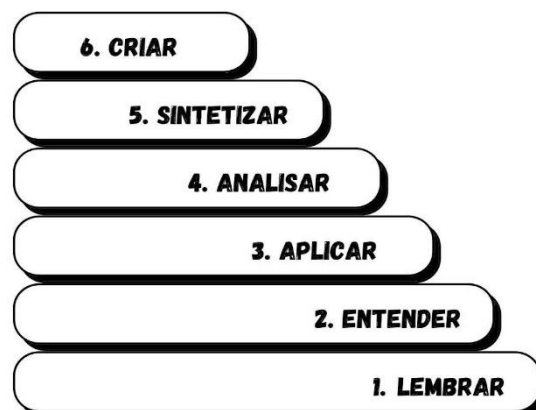 6. CRIAR
5. SINTETIZAR
4. ANALISAR
3. APLICAR
2. ENTENDER
1. LEMBRAR